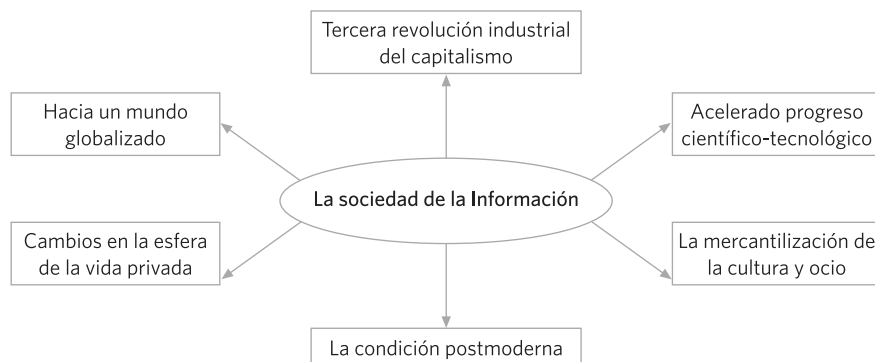 Tercera revolución industrial
del capitalismo
Hacia un mundo
globalizado
Acelerado progreso
científico-tecnológico
La sociedad de la Información
Cambios en la esfera
de la vida privada
La mercantilización de
la cultura y ocio
La condición postmoderna